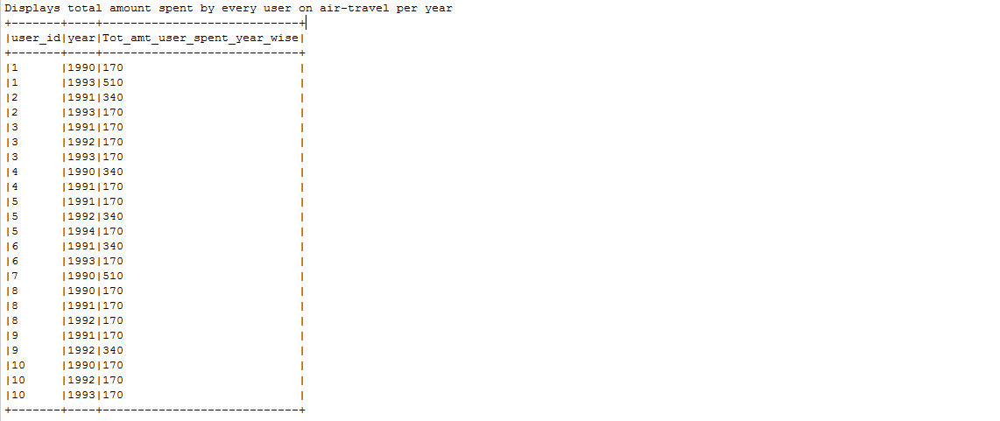 Displays total amount spent by every user on air-travel per year
+-------+----+----------------------------+
|user_id|year|Tot_amt_user_spent_year_wise|
+-------+----+----------------------------+
|1      |1990|170                         |
|1      |1993|510                         |
|2      |1991|340                         |
|2      |1993|170                         |
|3      |1991|170                         |
|3      |1992|170                         |
|3      |1993|170                         |
|4      |1990|340                         |
|4      |1991|170                         |
|5      |1991|170                         |
|5      |1992|340                         |
|5      |1994|170                         |
|6      |1991|340                         |
|6      |1993|170                         |
|7      |1990|510                         |
|8      |1990|170                         |
|8      |1991|170                         |
|8      |1992|170                         |
|9      |1991|170                         |
|9      |1992|340                         |
|10     |1990|170                         |
|10     |1992|170                         |
|10     |1993|170                         |
+-------+----+----------------------------+